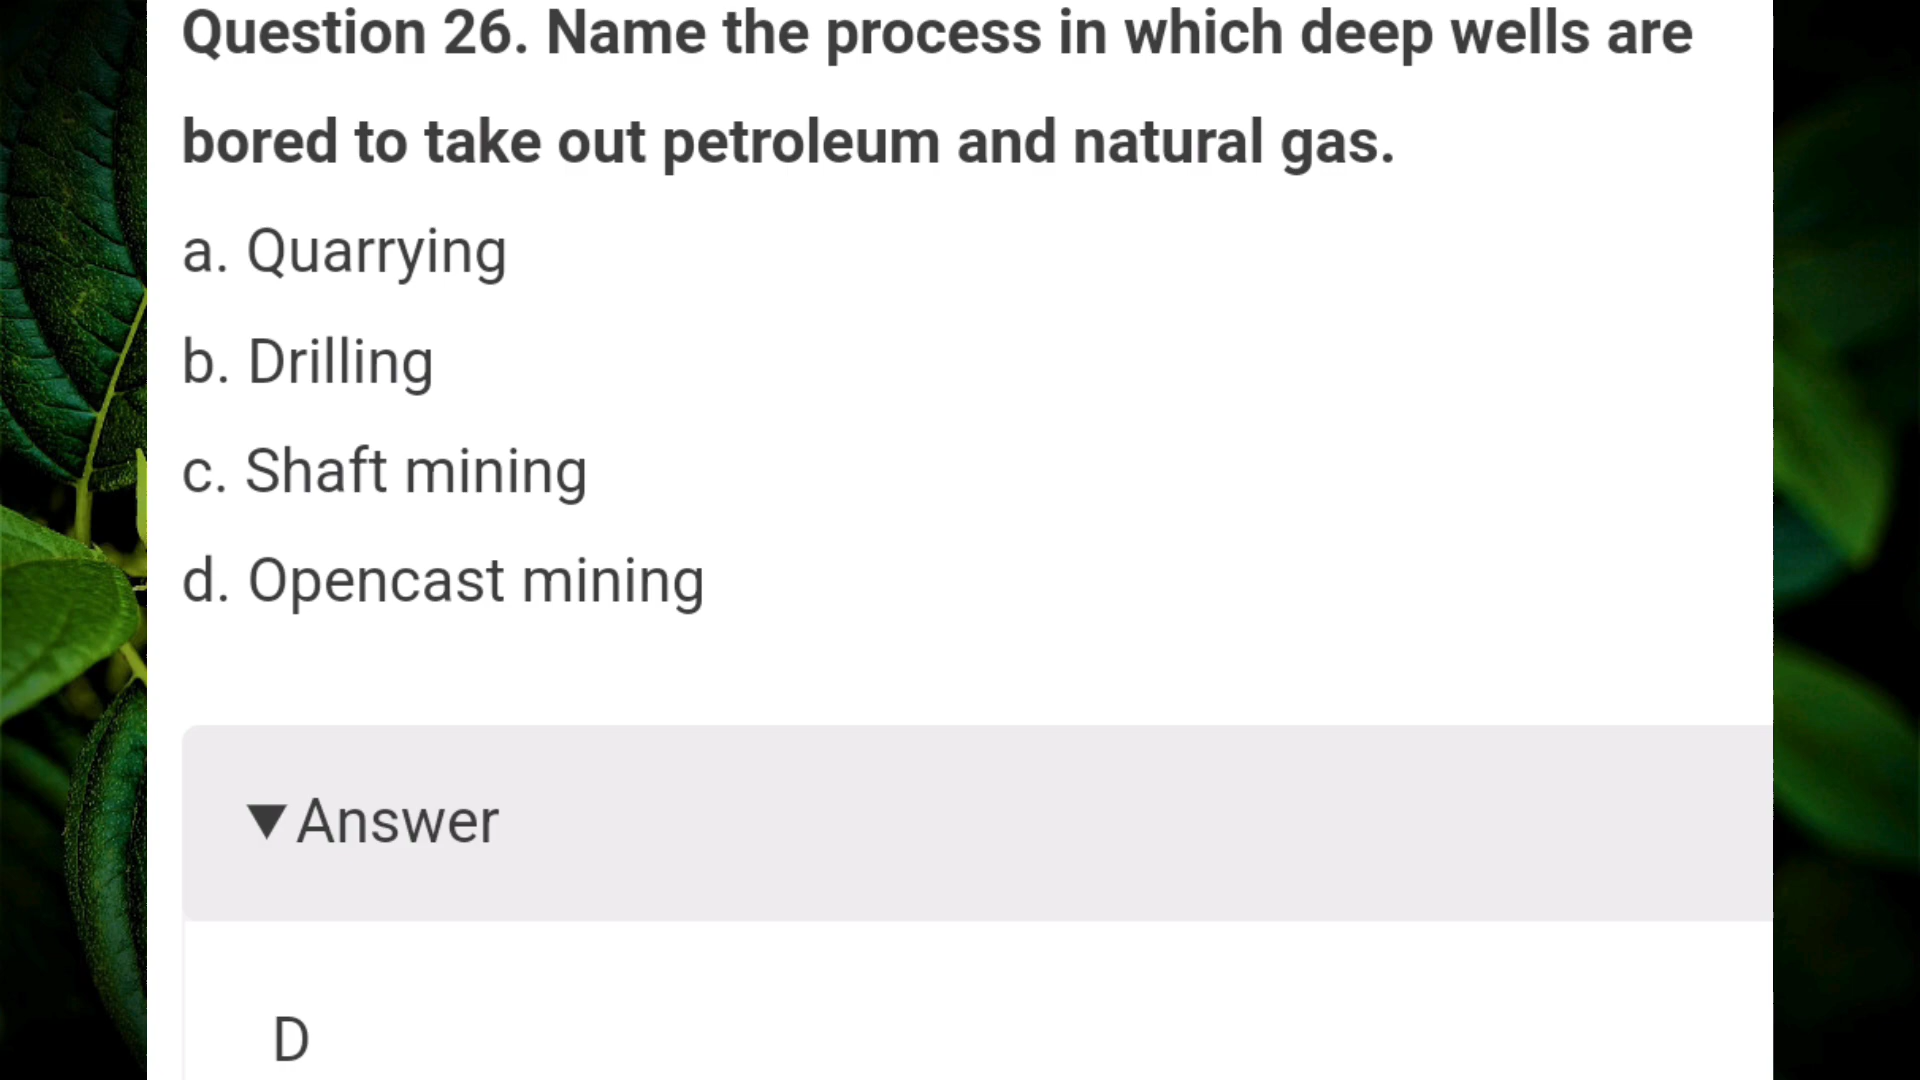 Question 26. Name the process in which deep wells are
bored to take out petroleum and natural gas.
a. Quarrying
b. Drilling
c. Shaft mining
d. Opencast mining
▼ Answer
D